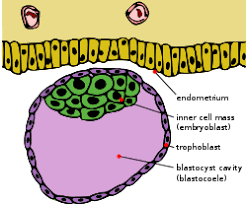 endometrium
inner cell mass
(embryoblast)
trophoblast
blastocyst cavity
(blastocoele)